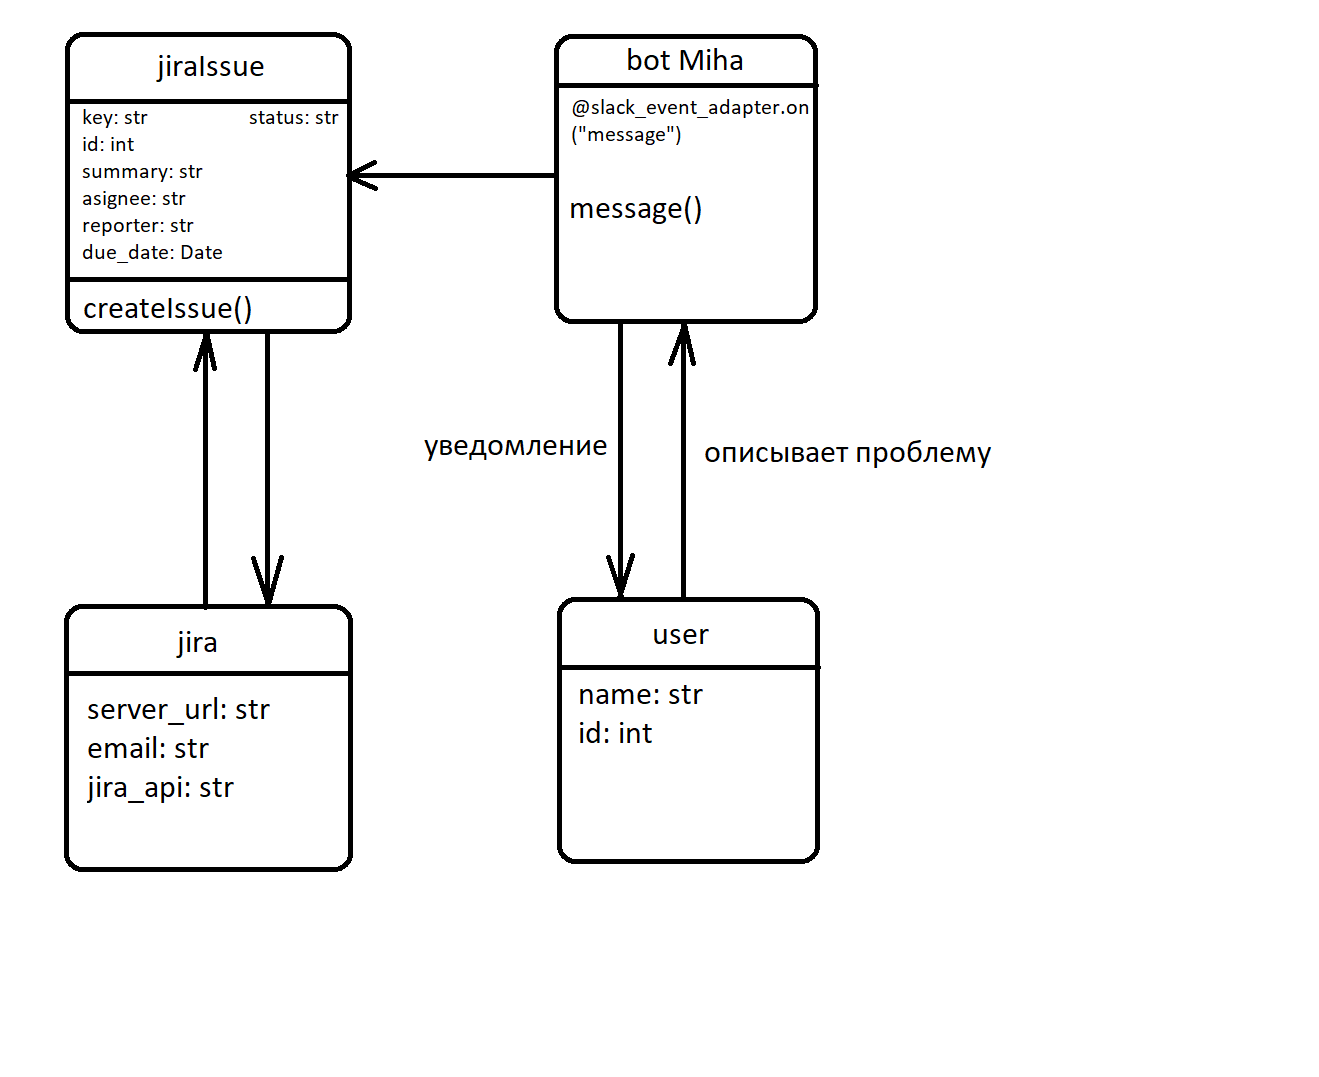 jiraIssue
key: str status: str
id: int
summary: str
asignee: str
reporter: str
due_date: Date
createIssue()
bot Miha
@slack_event_adapter.on
("message")
message()
уведомление
описывает проблему
jira
server_url: str
email: str
jira_api: str
user
name: str
id: int